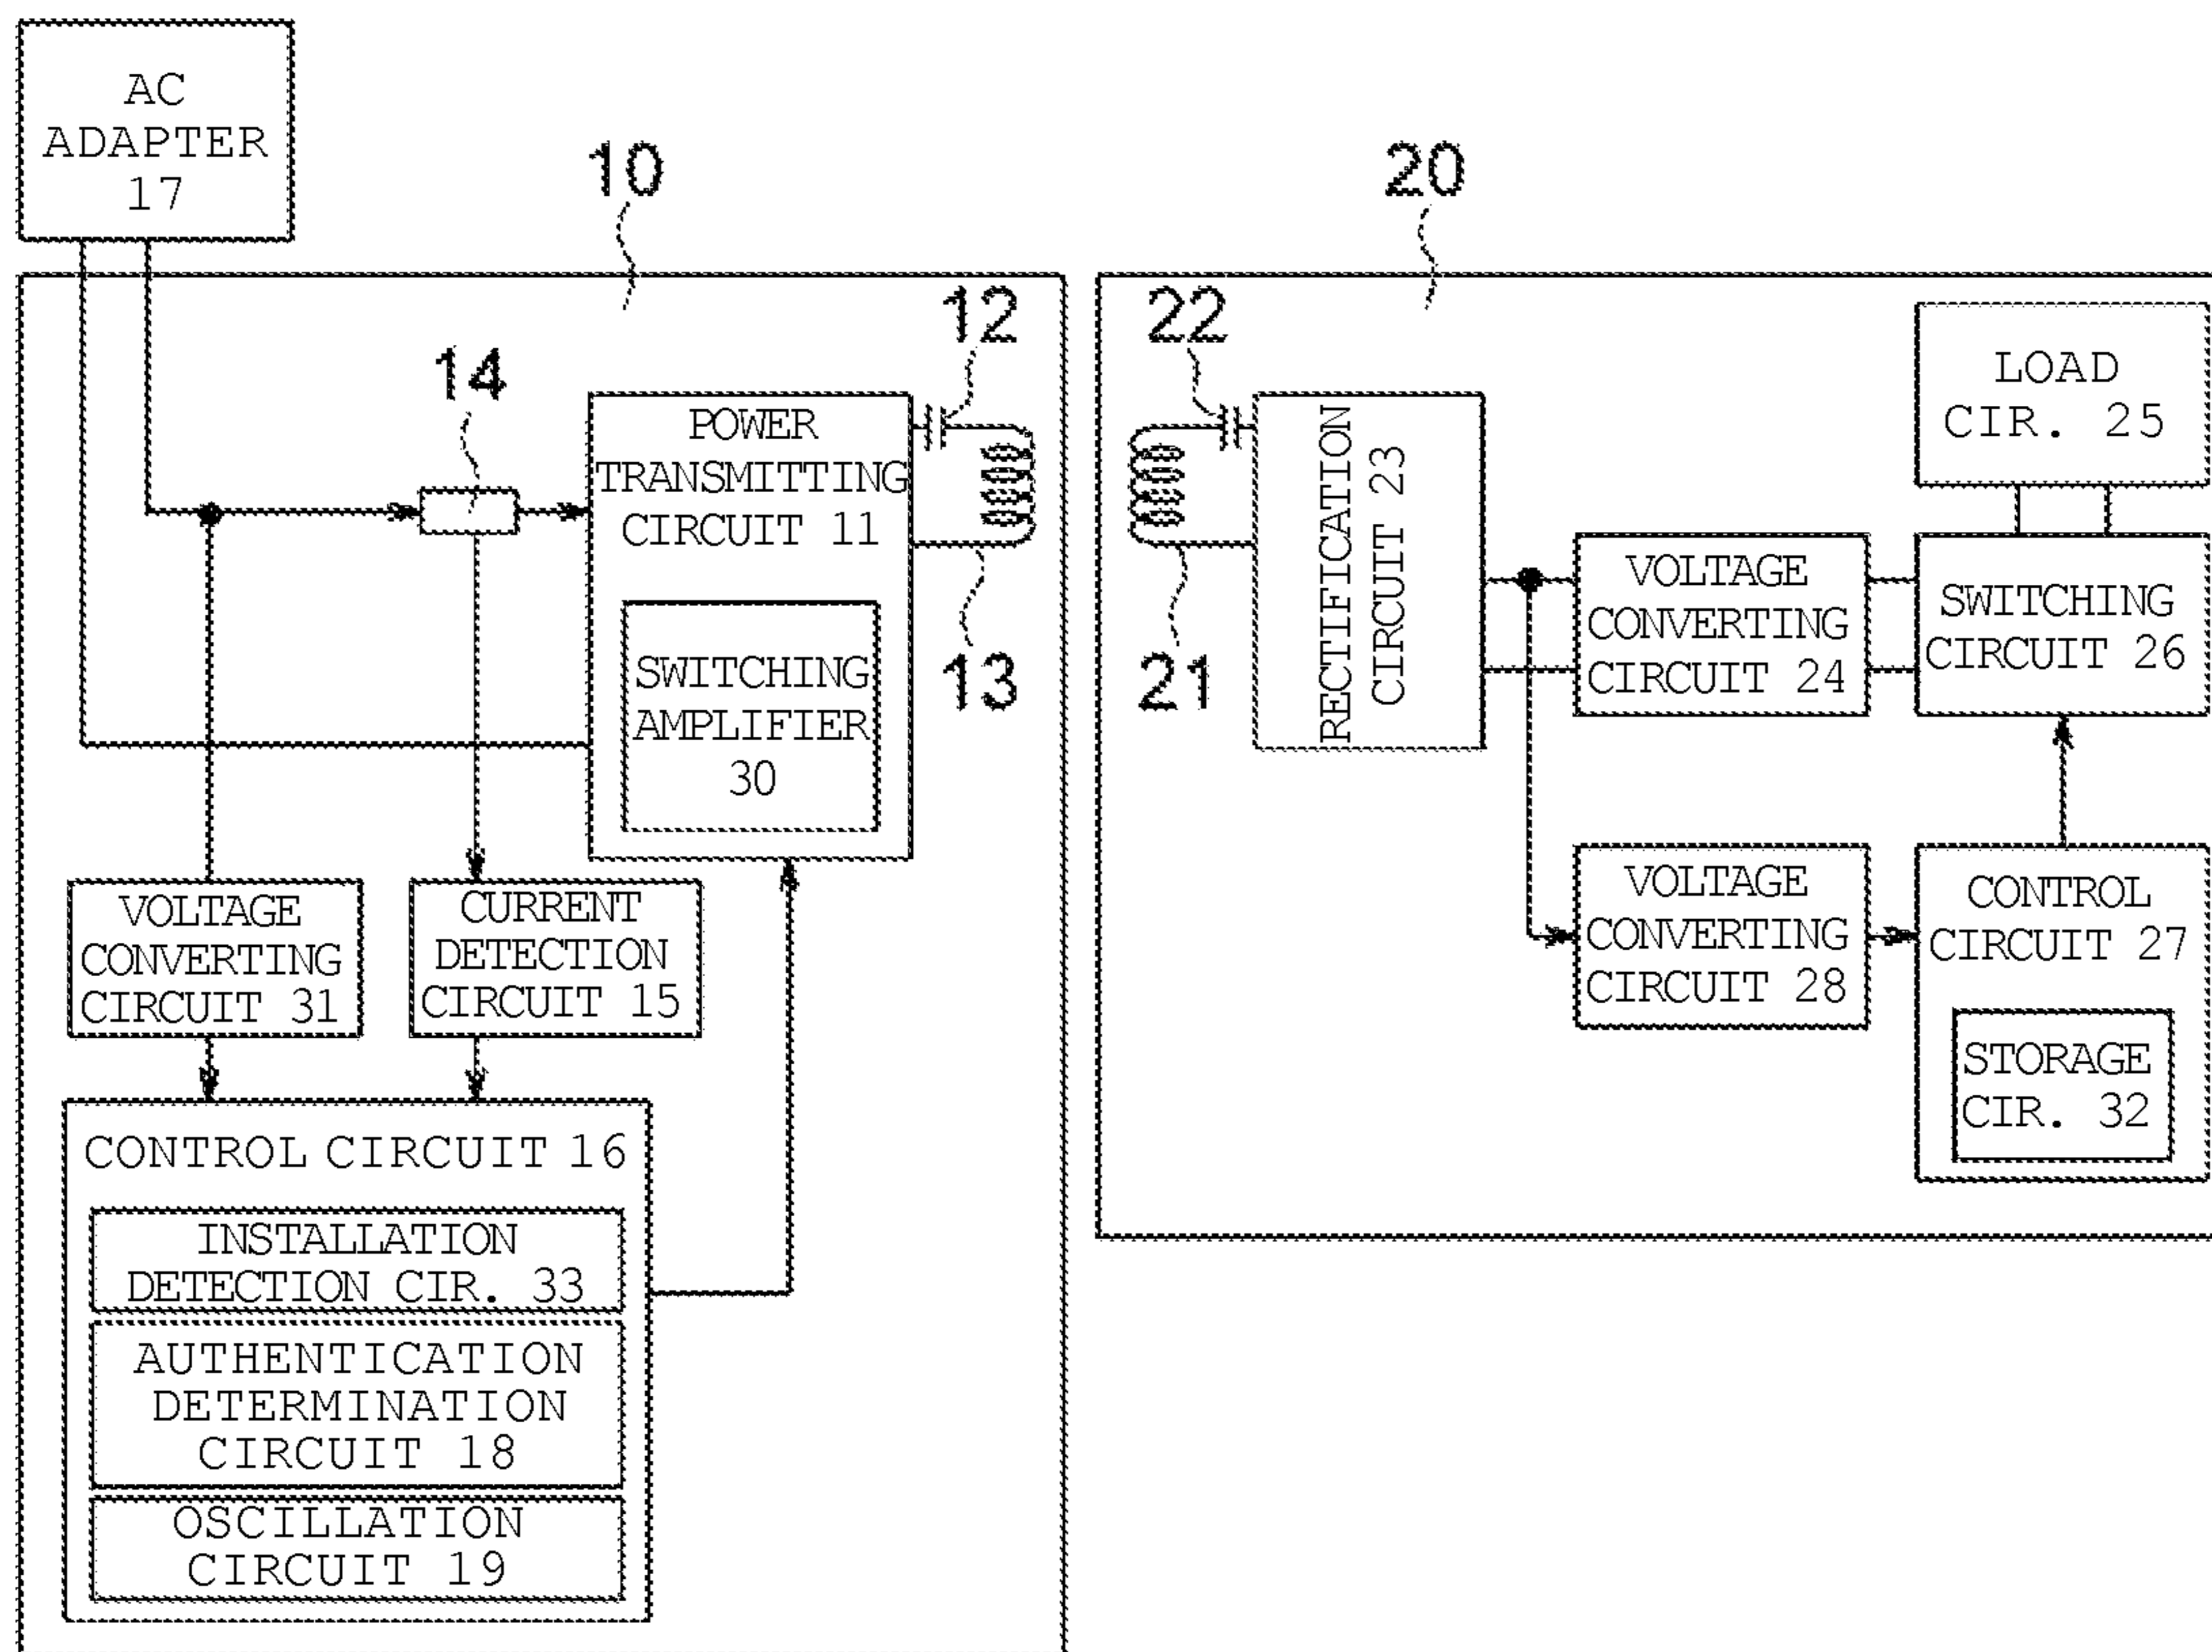 AC
ADAPTER
17
10
20
12
22
14
LOAD
CIR. 25
POWER
TRANSMITTING
CIRCUIT 11
RECTIFICATION
CIRCUIT 23
VOLTAGE
CONVERTING
CIRCUIT 24
SWITCHING
CIRCUIT 26
SWITCHING
AMPLIFIER
30
13
21
VOLTAGE
CONVERTING
CIRCUIT 31
CURRENT
DETECTION
CIRCUIT 15
VOLTAGE
CONVERTING
CIRCUIT 28
CONTROL
CIRCUIT 27
STORAGE
CIR. 32
CONTROL CIRCUIT 16
INSTALLATION
DETECTION CIR. 33
AUTHENTICATION
DETERMINATION
CIRCUIT 18
OSCILLATION
CIRCUIT 19